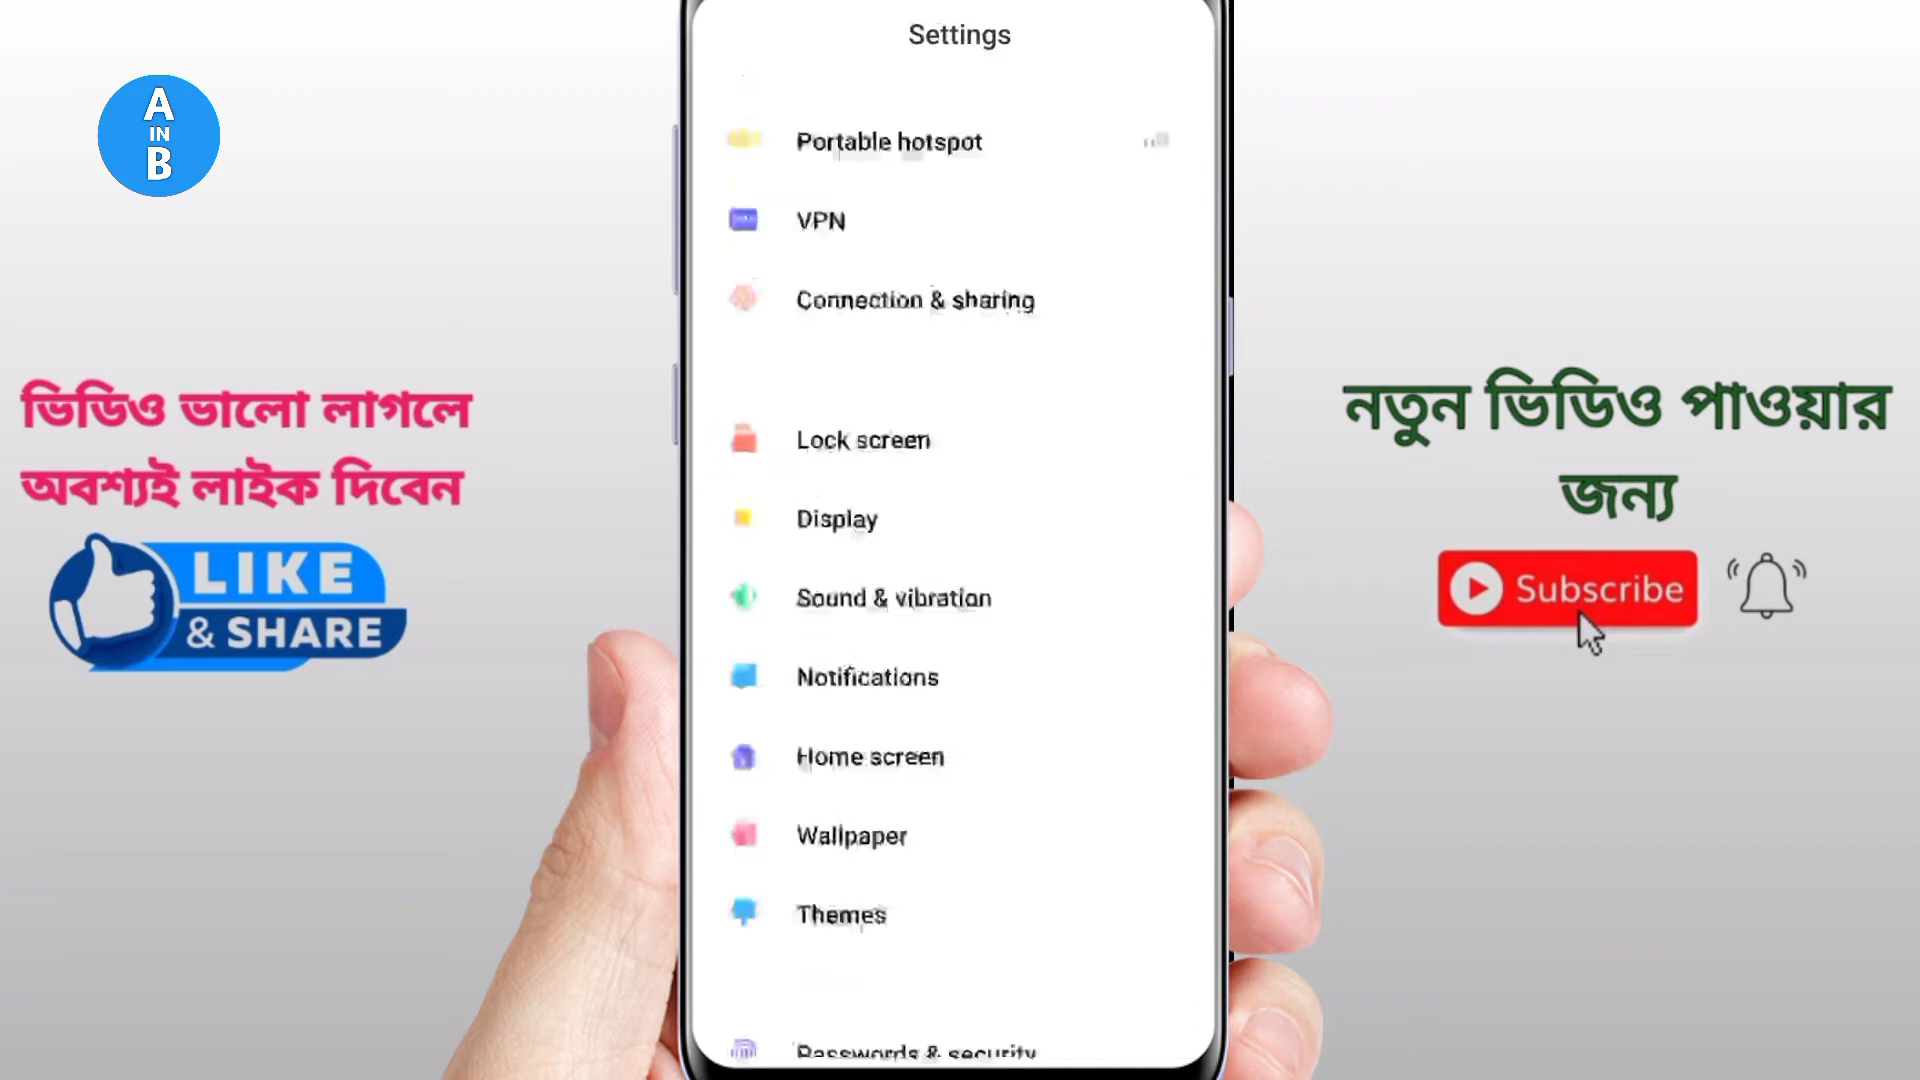 A
IN
B
Settings
Portable hotspot
VPN
Connection & sharing
Lock screen
Display
Sound & vibration
Notifications
Home screen
Wallpaper
Themes
Passwords & security
ভিডিও ভালো লাগলে
অবশ্যই লাইক দিবেন
LIKE
& SHARE
নতুন ভিডিও পাওয়ার
জন্য
Subscribe